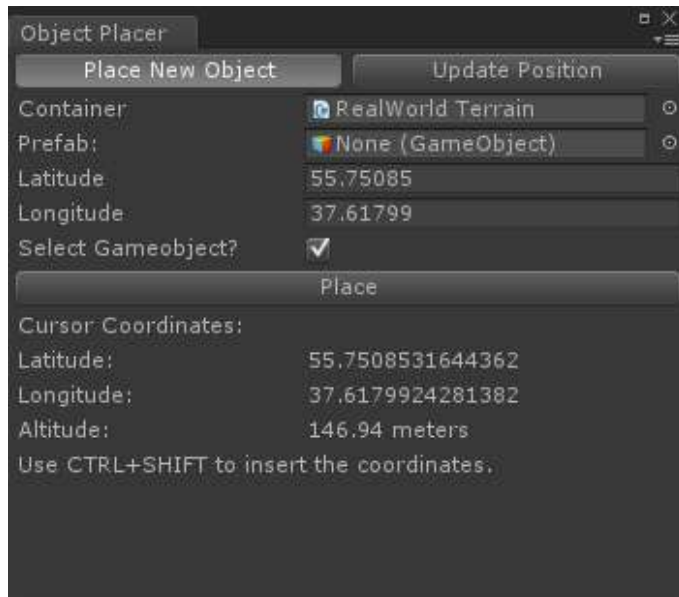 Object Placer
Place New Object Update Position
Container RealWorld Terrain
Prefab: None (GameObject)
Latitude 55.75085
Longitude 37.61799
Select Gameobject?
Place
Cursor Coordinates:
Latitude: 55.7508531644362
Longitude: 37.6179924281382
Altitude: 146.94 meters
Use CTRL+SHIFT to insert the coordinates.